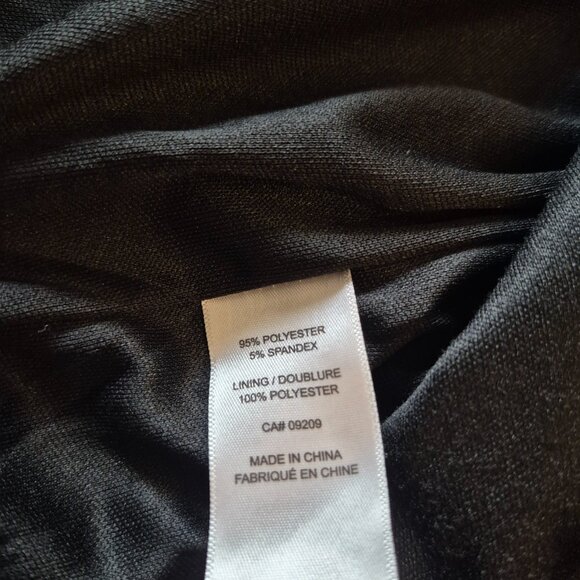 95% POLYESTER
5% SPANDEX
LINING / DOUBLURE
100% POLYESTER
CA# 09209
MADE IN CHINA
FABRIQUÉ EN CHINE